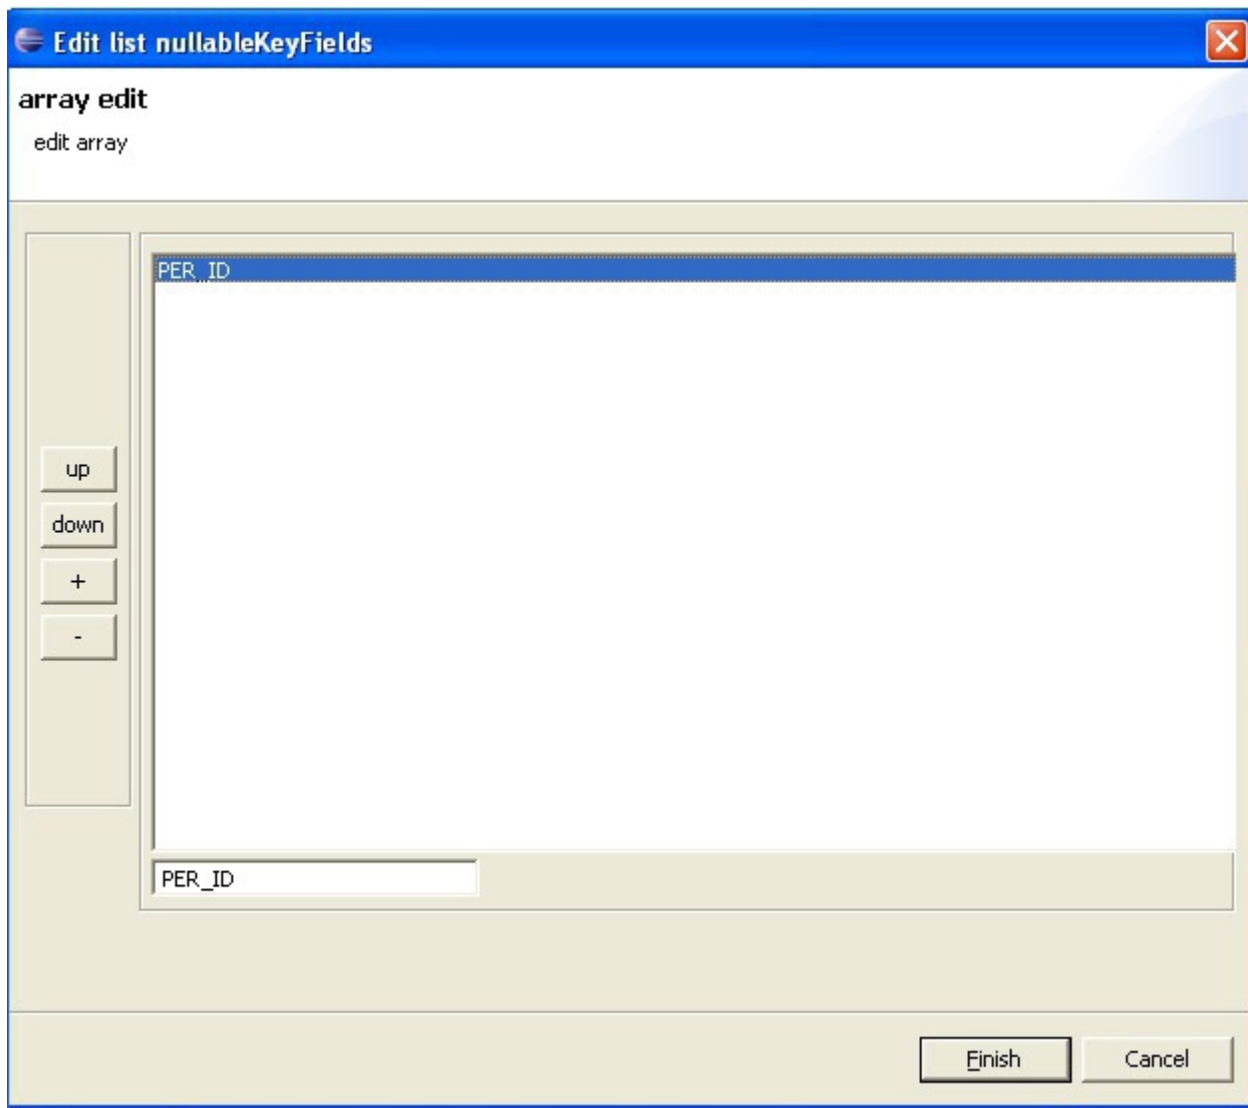 Edit list nullableKeyFields
array edit
edit array
PER_ID
up
down
+
-
PER_ID
Finish
Cancel